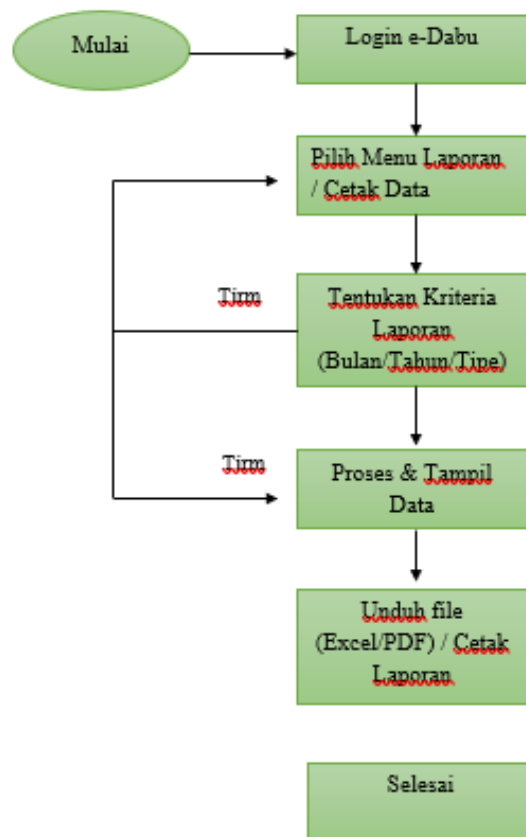 Mulai
Login e-Dabu
Pilih Menu Laporan
/ Cetak Data
Tirm
Tentukan Kriteria
Laporan
(Bulan/Tahun/Tipe)
Tirm
Proses & Tampil
Data
Unduh file
(Excel/PDF) / Cetak
Laporan
Selesai